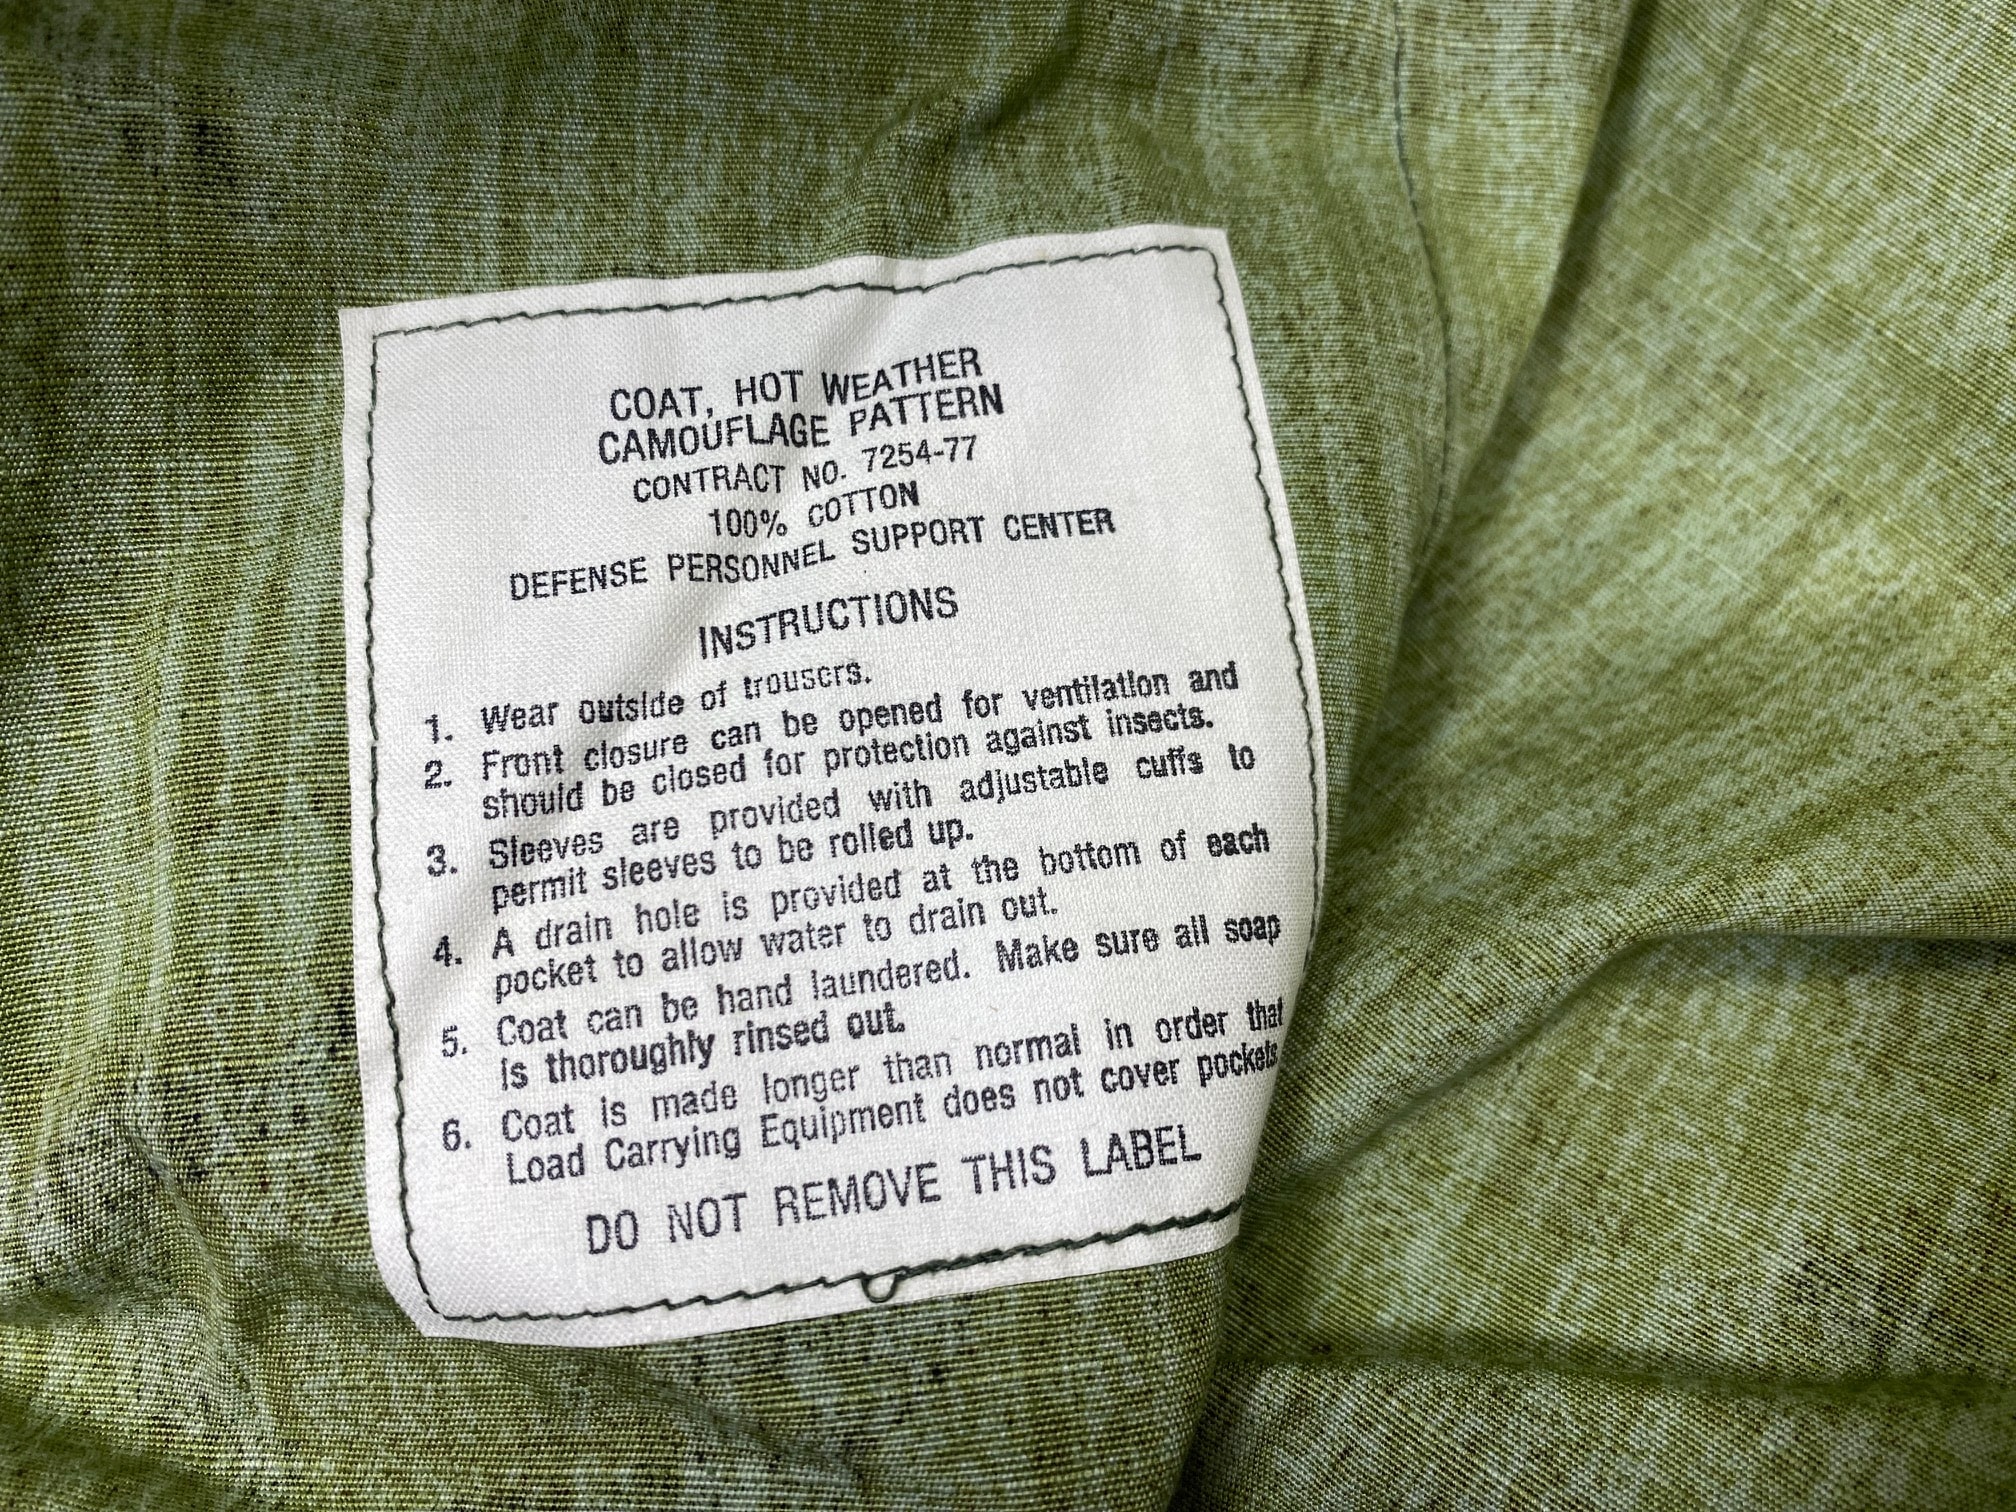 COAT, HOT WEATHER
CAMOUFLAGE PATTERN
CONTRACT NO. 7254-77
100% COTTON
DEFENSE PERSONNEL SUPPORT CENTER
INSTRUCTIONS
1. Wear outside of trousers.
2. Front closure can be opened for ventilation and
should be closed for protection against insects.
3. Sleeves are provided with adjustable cuffs to
permit sleeves to be rolled up.
4. A drain hole is provided at the bottom of each
pocket to allow water to drain out.
5. Coat can be hand laundered. Make sure all soap
is thoroughly rinsed out.
6. Coat is made longer than normal in order that
Load Carrying Equipment does not cover pockets
DO NOT REMOVE THIS LABEL